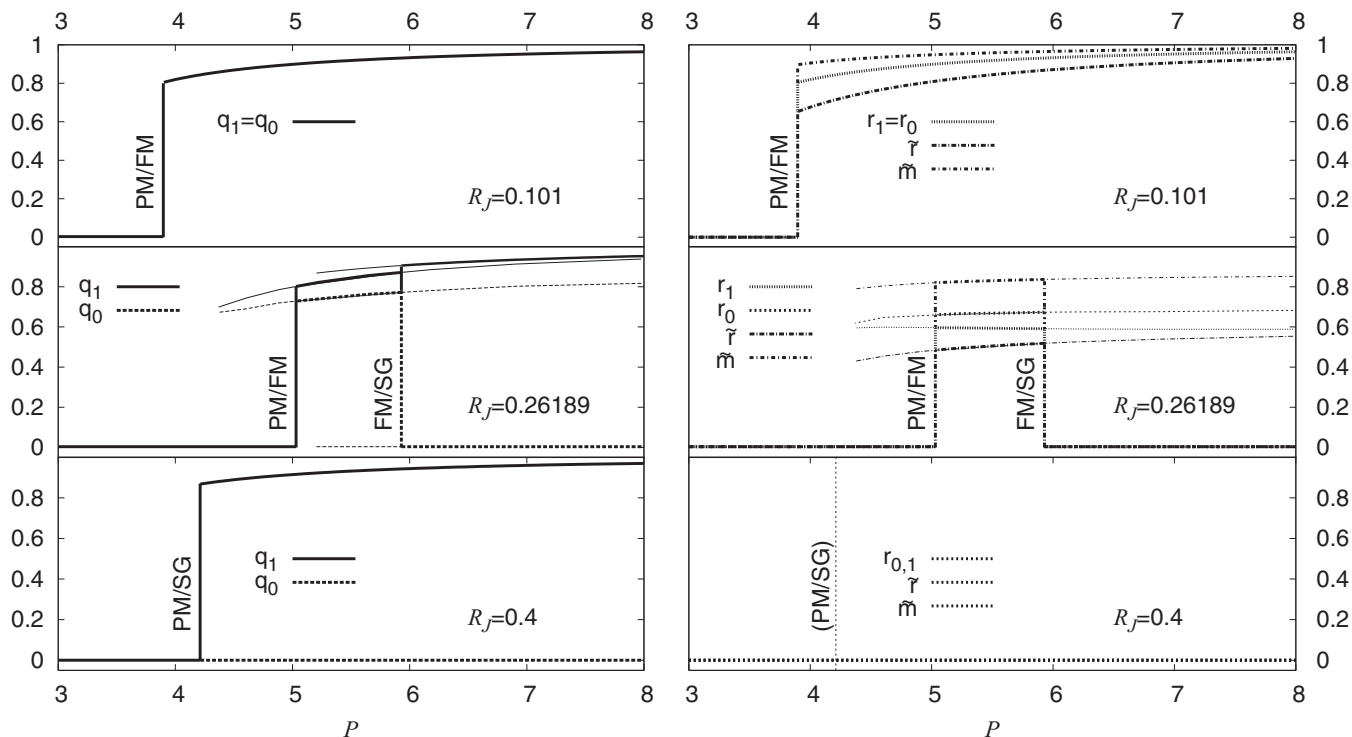 3 4 5 6 7 8
q₁=q₀
PM/FM
R_J=0.101
1
0.8
0.6
0.4
0.2
0
q₁
q₀
PM/FM
FM/SG
R_J=0.26189
0.8
0.6
0.4
0.2
0
q₁
q₀
PM/SG
R_J=0.4
0.8
0.6
0.4
0.2
0
3 4 5 6 7 8
P
3 4 5 6 7 8
r₁=r₀
r̃
m̃
PM/FM
R_J=0.101
1
0.8
0.6
0.4
0.2
0
r₁
r₀
r̃
m̃
PM/FM
FM/SG
R_J=0.26189
0.8
0.6
0.4
0.2
0
r₀,₁
r̃
m̃
(PM/SG)
R_J=0.4
0.8
0.6
0.4
0.2
0
3 4 5 6 7 8
P